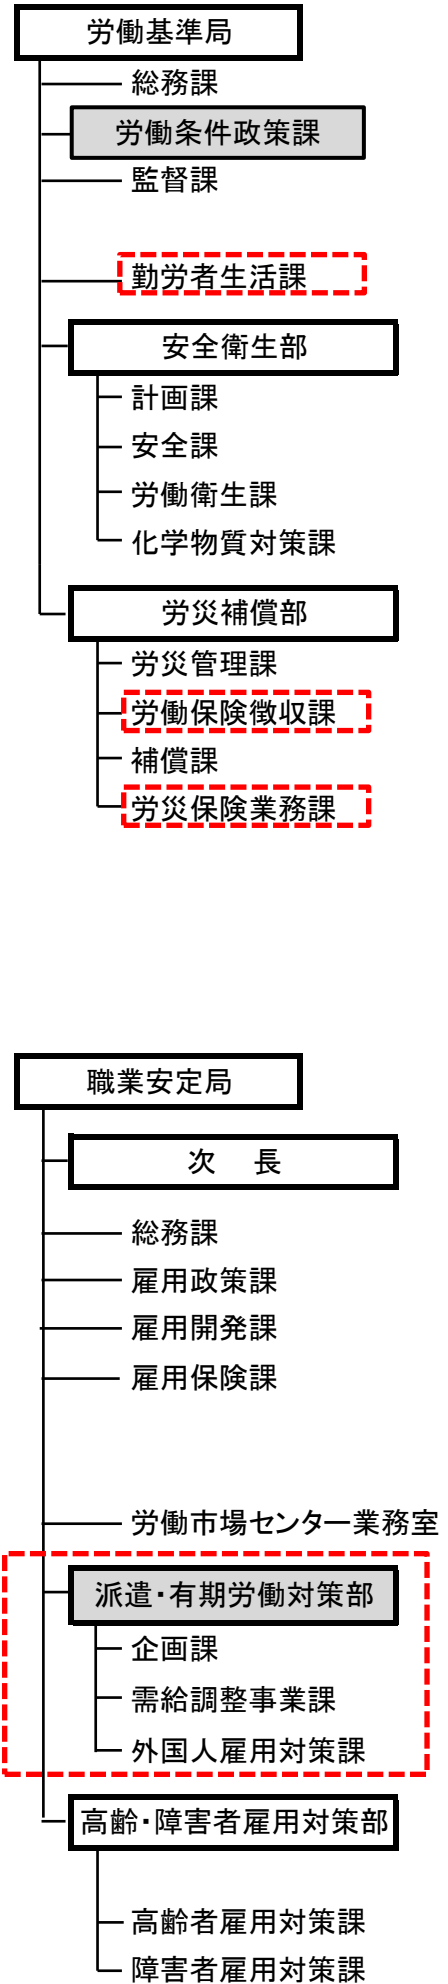 労働基準局
総務課
労働条件政策課
監督課
勤労者生活課
安全衛生部
計画課
安全課
労働衛生課
化学物質対策課
労災補償部
労災管理課
労働保険徴収課
補償課
労災保険業務課
職業安定局
次　長
総務課
雇用政策課
雇用開発課
雇用保険課
労働市場センター業務室
派遣・有期労働対策部
企画課
需給調整事業課
外国人雇用対策課
高齢・障害者雇用対策部
高齢者雇用対策課
障害者雇用対策課